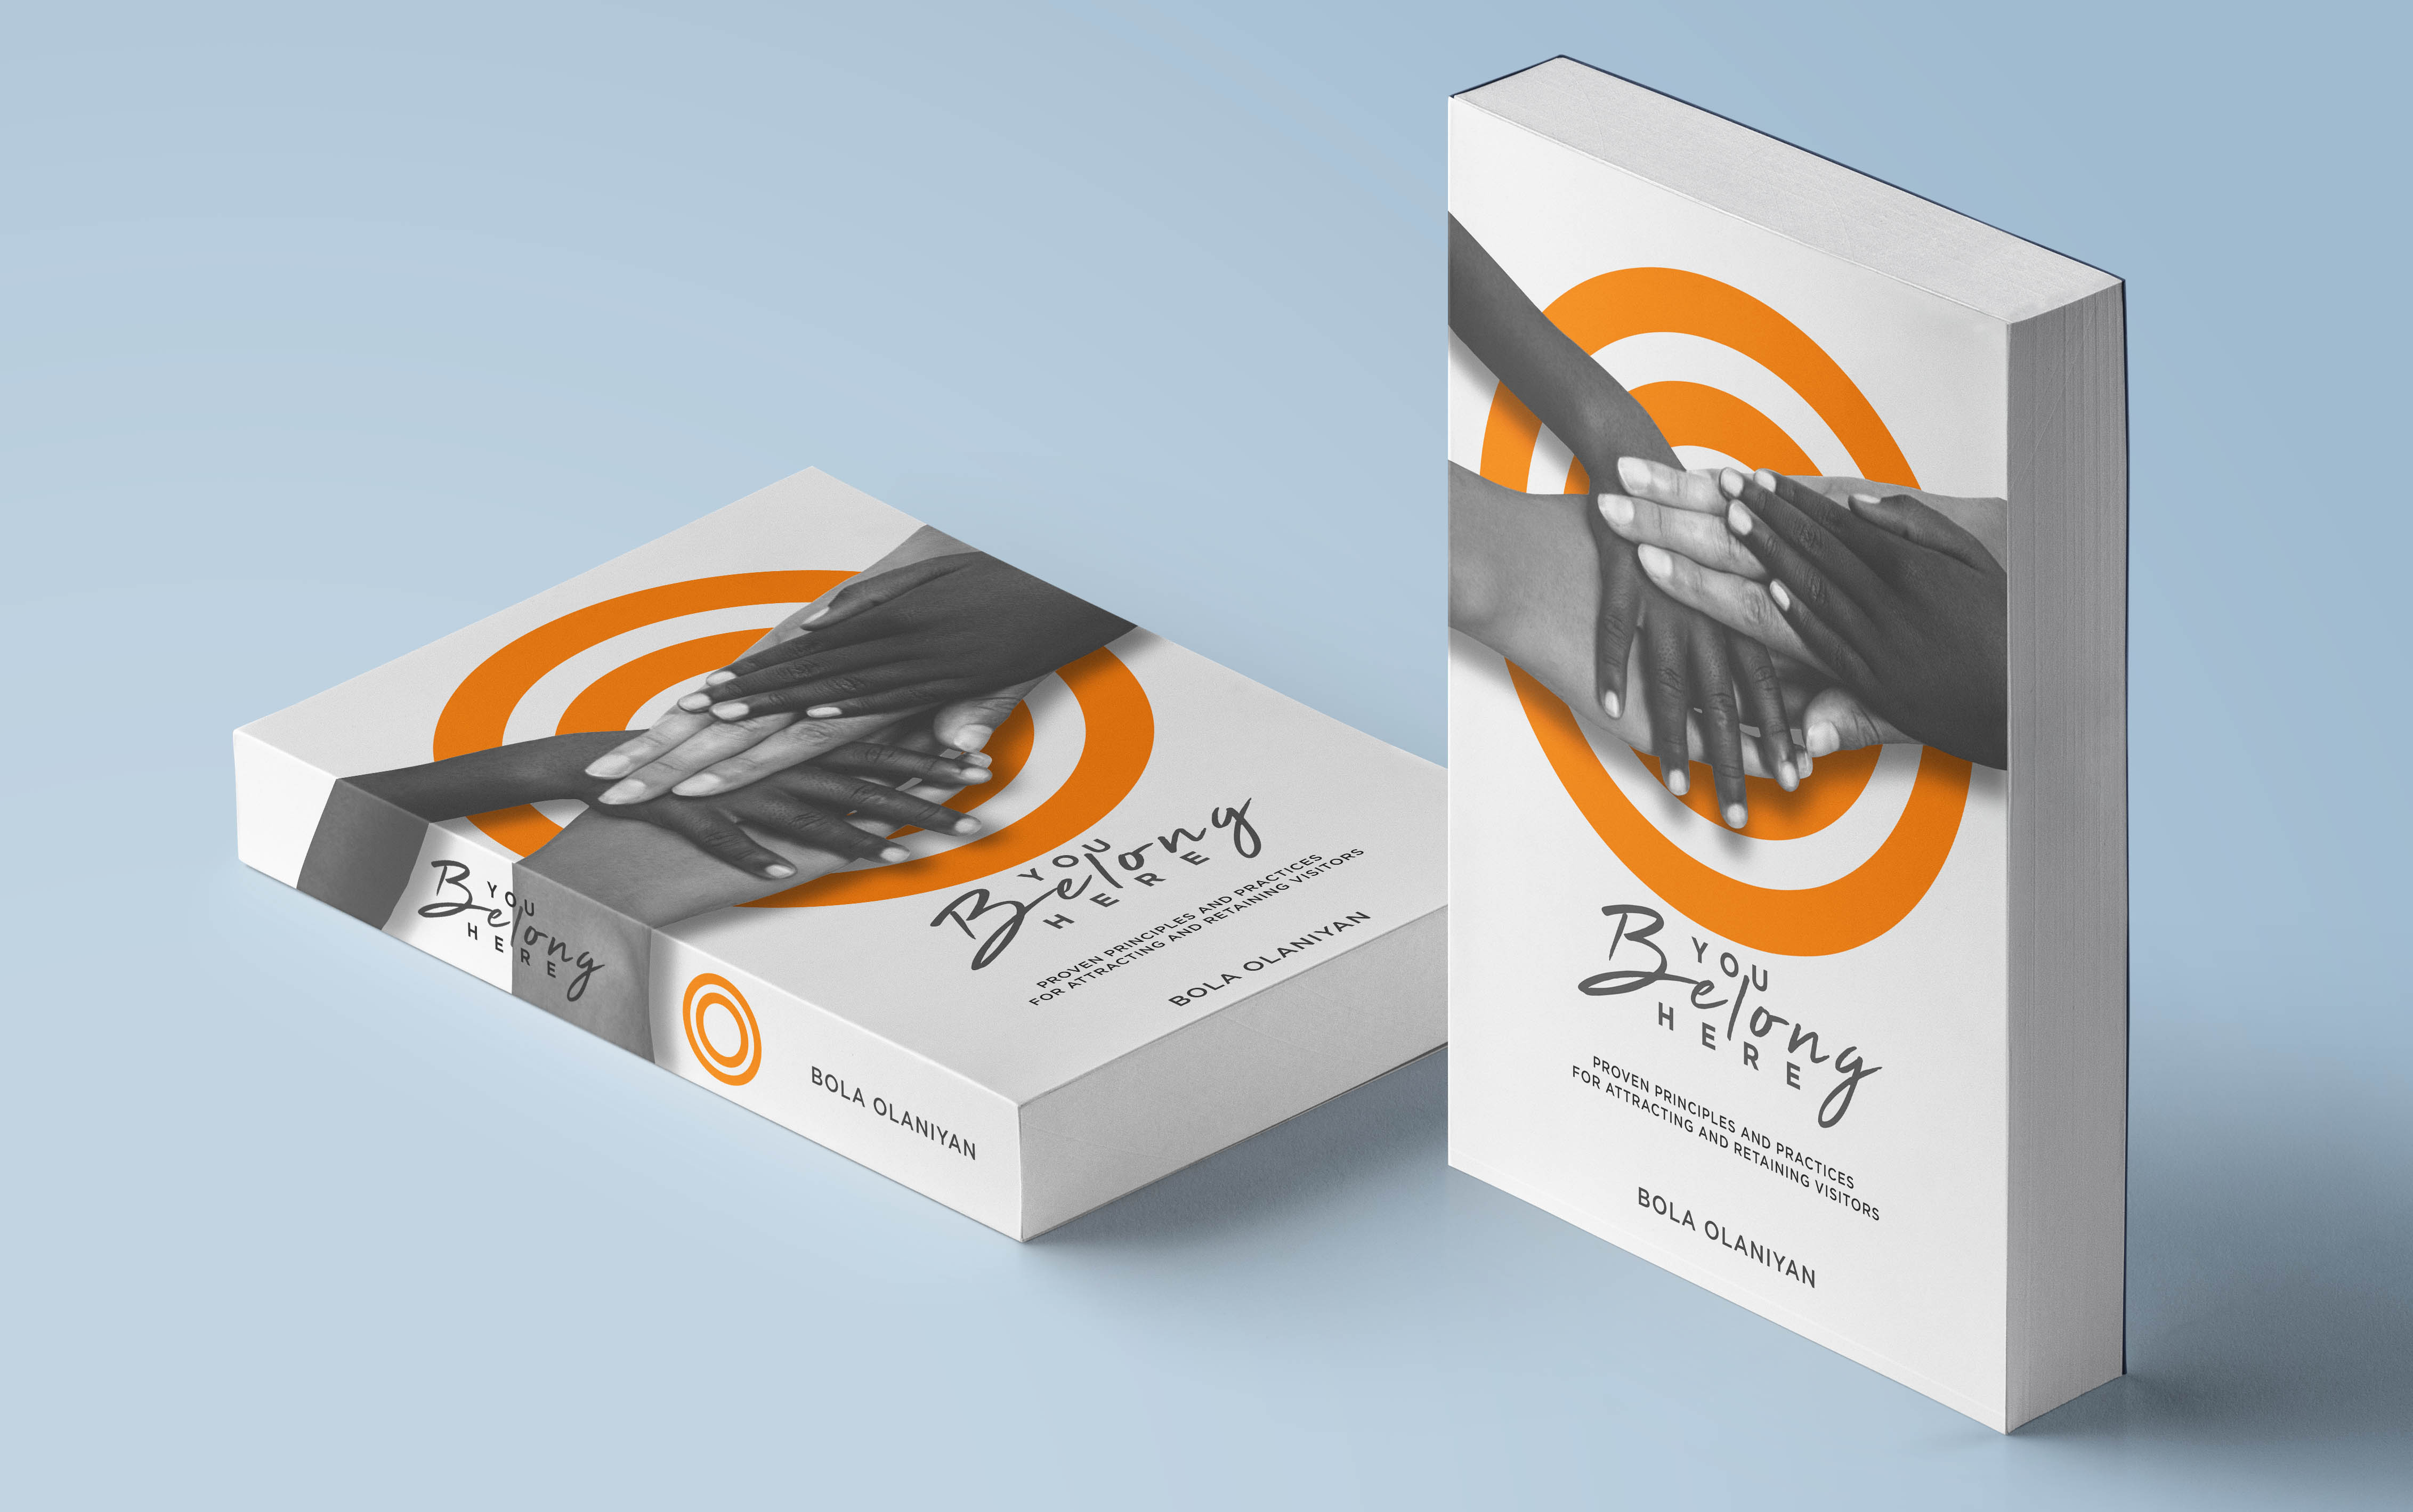 YOU
Belong
HERE
BOLA OLANIYAN
YOU
Belong
HERE
PROVEN PRINCIPLES AND PRACTICES
FOR ATTRACTING AND RETAINING VISITORS
BOLA OLANIYAN
YOU
Belong
HERE
PROVEN PRINCIPLES AND PRACTICES
FOR ATTRACTING AND RETAINING VISITORS
BOLA OLANIYAN